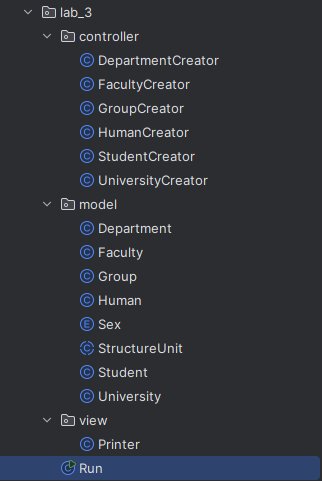 lab_3
controller
C DepartmentCreator
C FacultyCreator
C GroupCreator
C HumanCreator
C StudentCreator
C UniversityCreator
model
C Department
C Faculty
C Group
C Human
E Sex
C StructureUnit
C Student
C University
view
C Printer
C Run